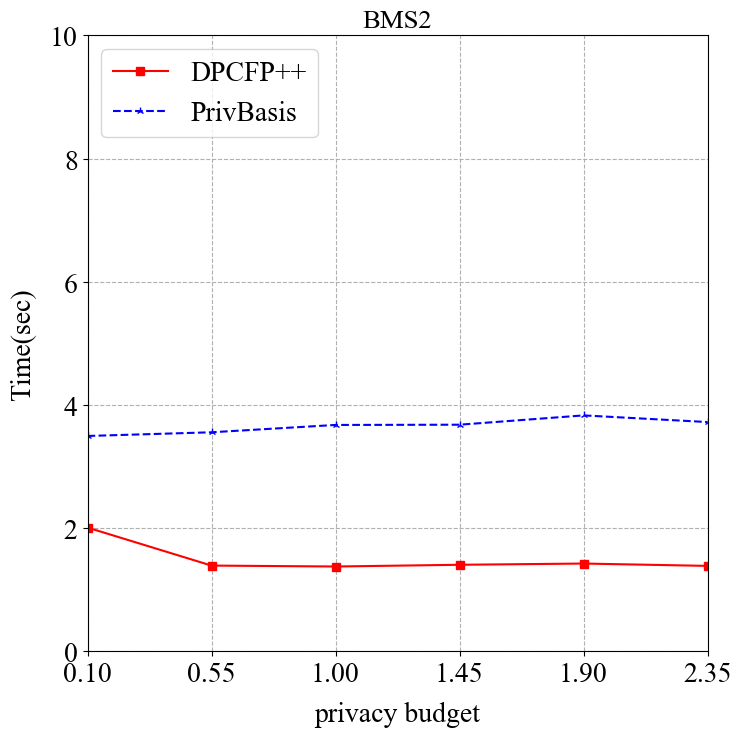 BMS2
DPCFP++
PrivBasis
Time(sec)
10
8
6
4
2
0
0.10 0.55 1.00 1.45 1.90 2.35
privacy budget